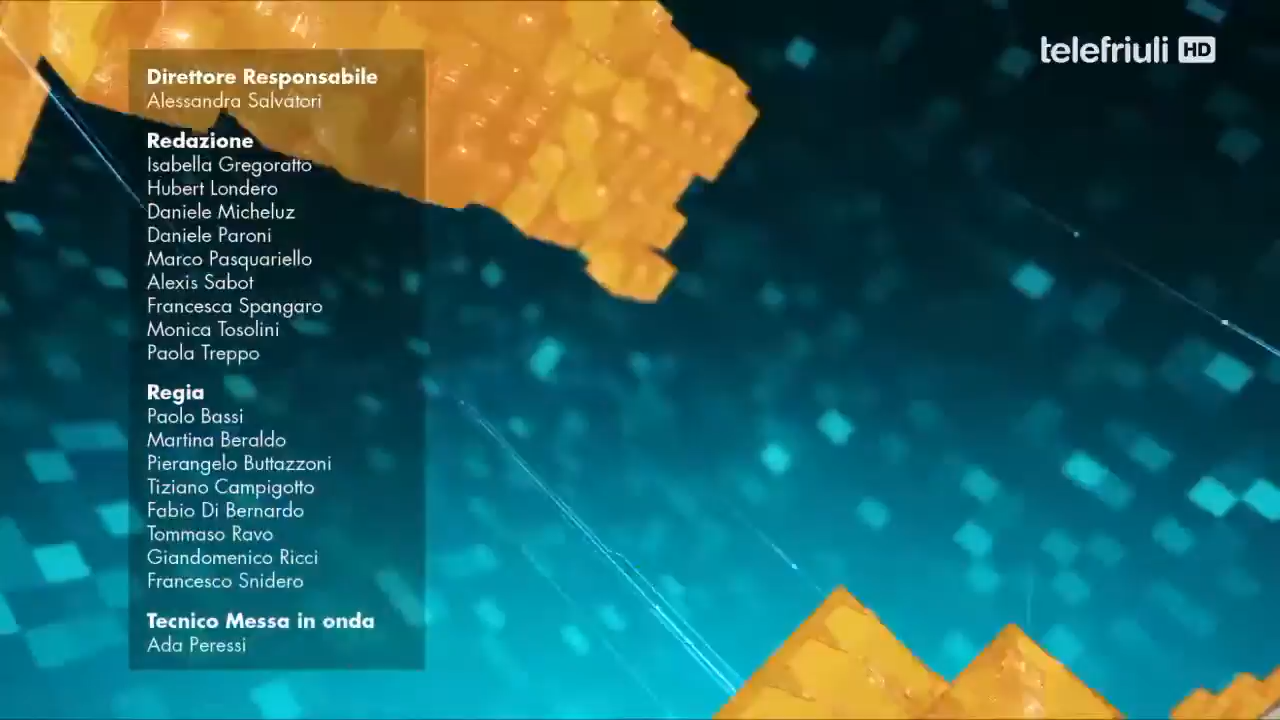 telefriuli HD
Direttore Responsabile
Alessandra Salvatori
Redazione
Isabella Gregoratto
Hubert Londero
Daniele Micheluz
Daniele Paroni
Marco Pasquariello
Alexis Sabot
Francesca Spangaro
Monica Tosolini
Paola Treppo
Regia
Paolo Bassi
Martina Beraldo
Pierangelo Buttazzoni
Tiziano Campigotto
Fabio Di Bernardo
Tommaso Ravo
Giandomenico Ricci
Francesco Snidero
Tecnico Messa in onda
Ada Peressi